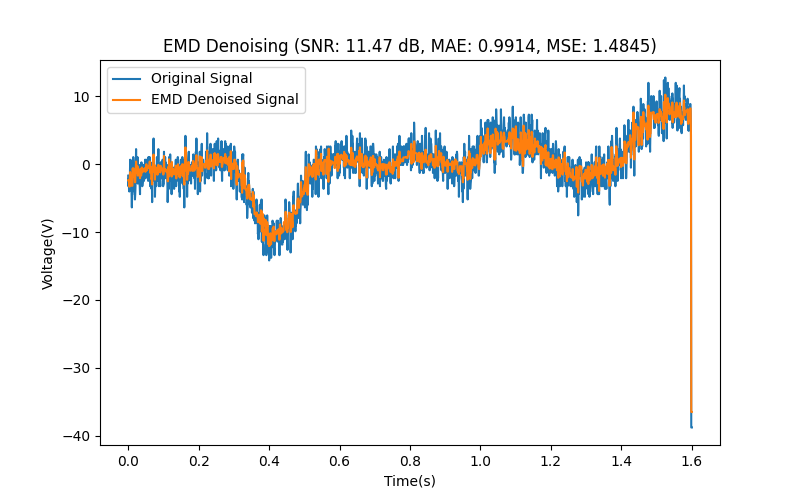 EMD Denoising (SNR: 11.47 dB, MAE: 0.9914, MSE: 1.4845)
Original Signal
EMD Denoised Signal
10
0
−10
−20
−30
−40
Voltage(V)
0.0 0.2 0.4 0.6 0.8 1.0 1.2 1.4 1.6
Time(s)